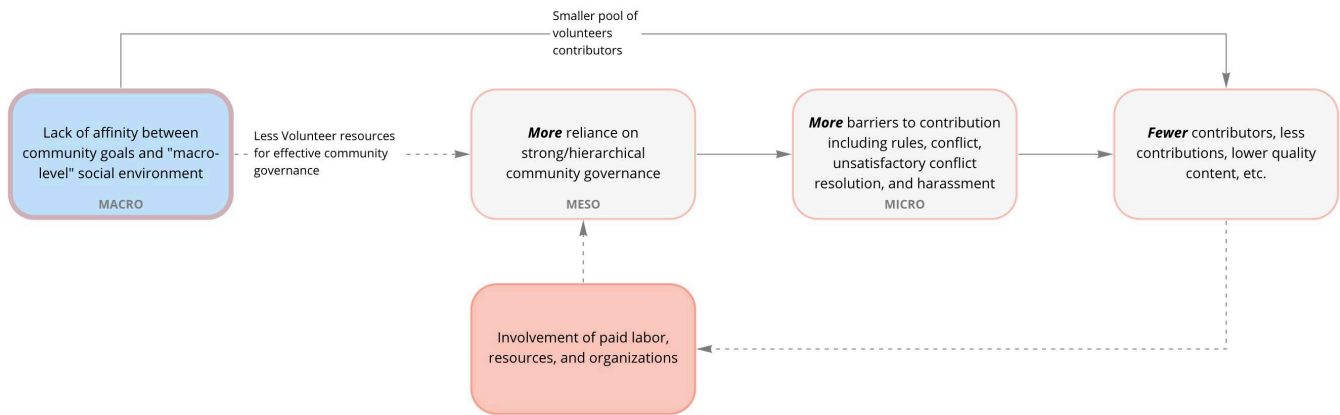 Smaller pool of
volunteers
contributors
Lack of affinity between
community goals and "macro-
level" social environment
MACRO
Less Volunteer resources
for effective community
governance
More reliance on
strong/hierarchical
community governance
MESO
More barriers to contribution
including rules, conflict,
unsatisfactory conflict
resolution, and harassment
MICRO
Fewer contributors, less
contributions, lower quality
content, etc.
Involvement of paid labor,
resources, and organizations